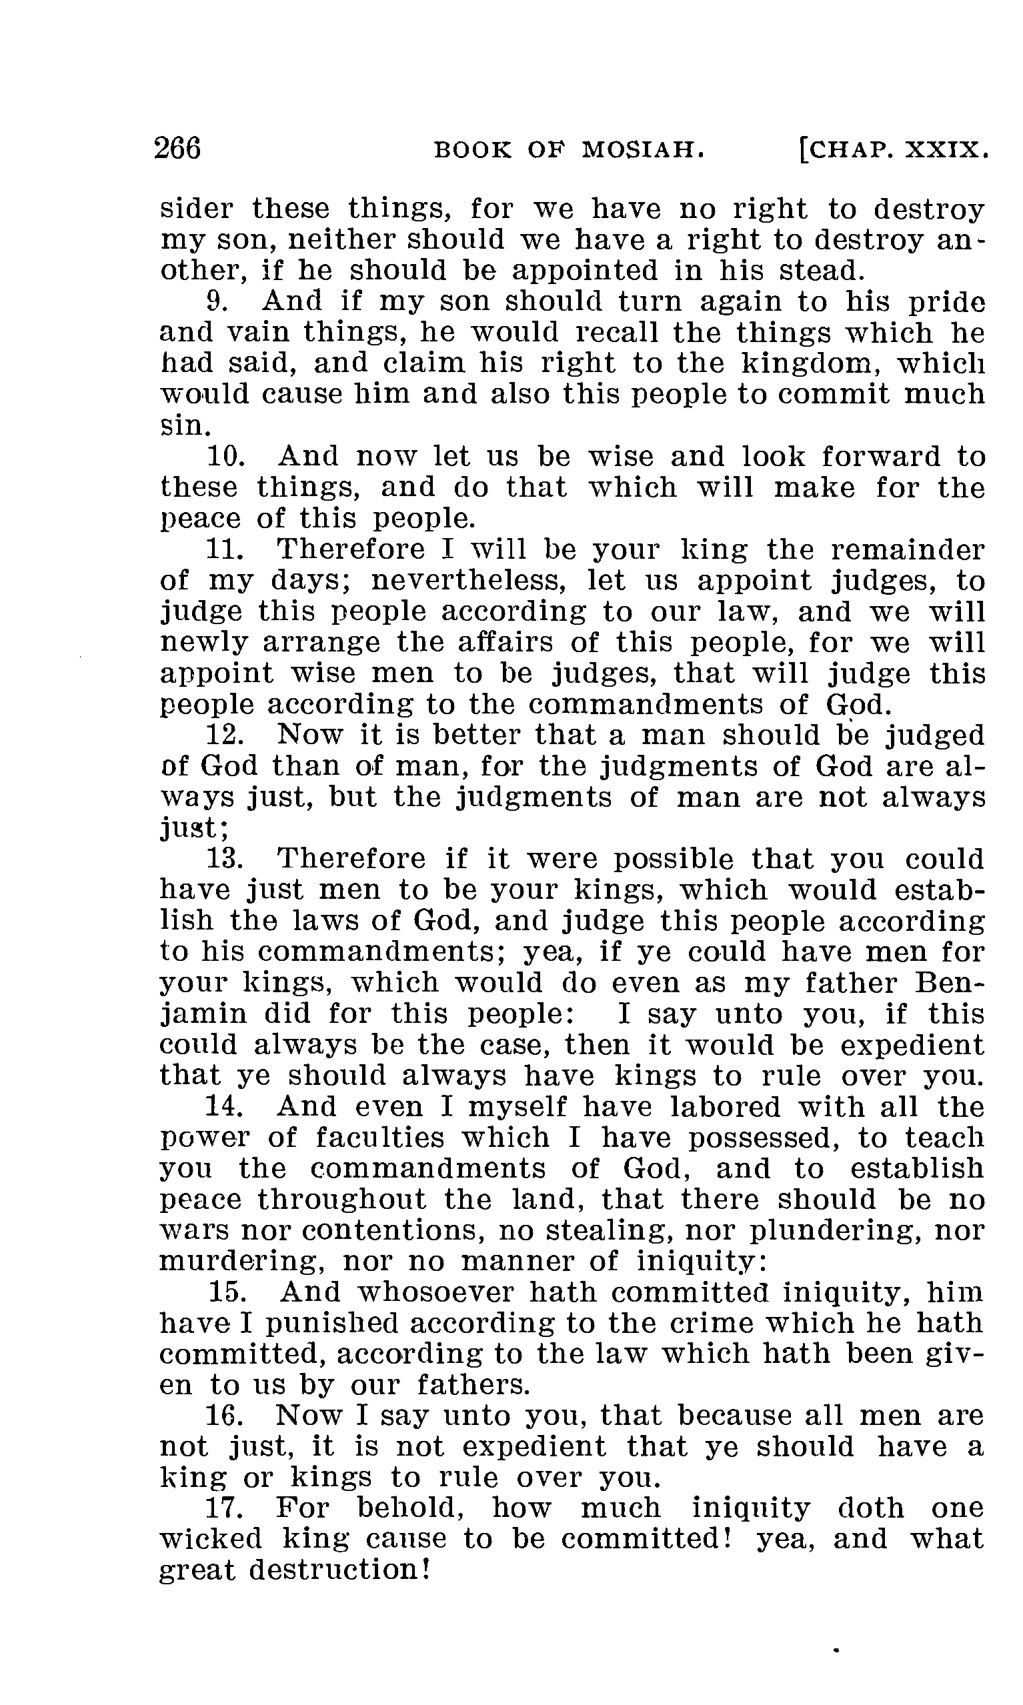 266 BOOK OF MOSIAH. [CHAP. XXIX.
sider these things, for we have no right to destroy
my son, neither should we have a right to destroy an-
other, if he should be appointed in his stead.
9. And if my son should turn again to his pride
and vain things, he would recall the things which he
had said, and claim his right to the kingdom, which
would cause him and also this people to commit much
sin.
10. And now let us be wise and look forward to
these things, and do that which will make for the
peace of this people.
11. Therefore I will be your king the remainder
of my days; nevertheless, let us appoint judges, to
judge this people according to our law, and we will
newly arrange the affairs of this people, for we will
appoint wise men to be judges, that will judge this
people according to the commandments of God.
12. Now it is better that a man should be judged
of God than of man, for the judgments of God are al-
ways just, but the judgments of man are not always
just;
13. Therefore if it were possible that you could
have just men to be your kings, which would estab-
lish the laws of God, and judge this people according
to his commandments; yea, if ye could have men for
your kings, which would do even as my father Ben-
jamin did for this people: I say unto you, if this
could always be the case, then it would be expedient
that ye should always have kings to rule over you.
14. And even I myself have labored with all the
power of faculties which I have possessed, to teach
you the commandments of God, and to establish
peace throughout the land, that there should be no
wars nor contentions, no stealing, nor plundering, nor
murdering, nor no manner of iniquity:
15. And whosoever hath committed iniquity, him
have I punished according to the crime which he hath
committed, according to the law which hath been giv-
en to us by our fathers.
16. Now I say unto you, that because all men are
not just, it is not expedient that ye should have a
king or kings to rule over you.
17. For behold, how much iniquity doth one
wicked king cause to be committed! yea, and what
great destruction!